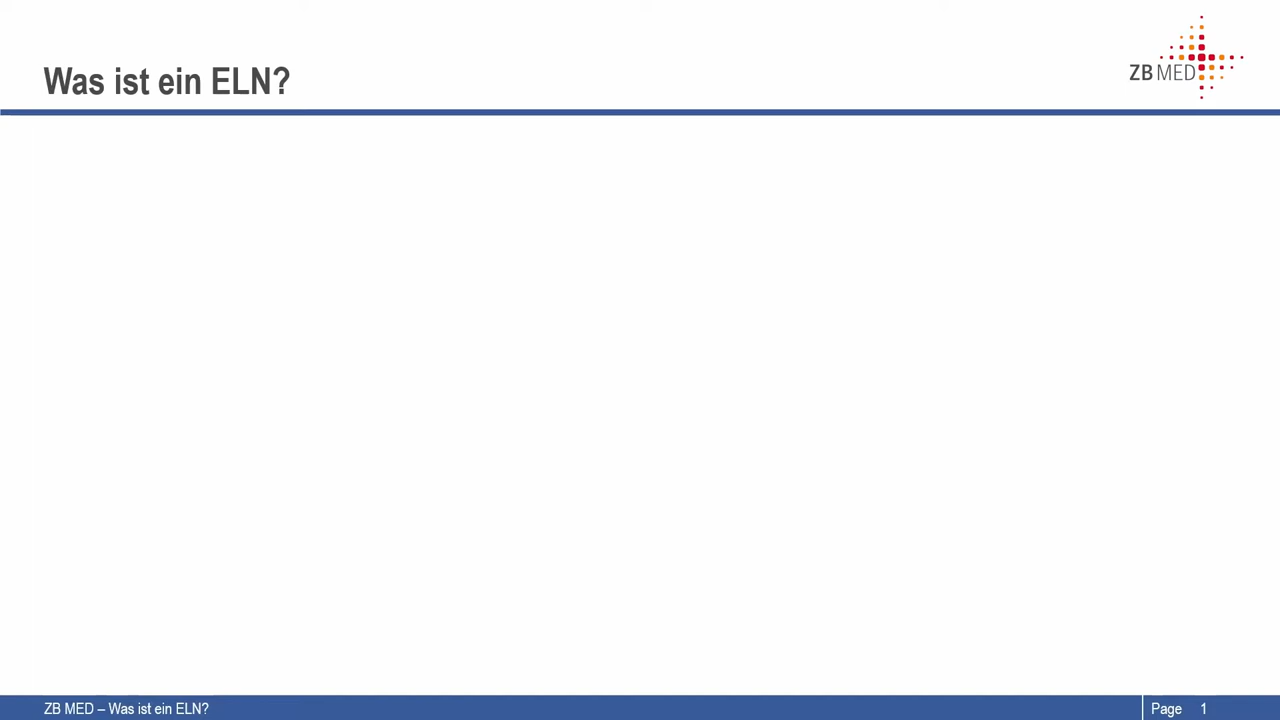 Was ist ein ELN?
ZB MED
ZB MED – Was ist ein ELN?
Page 1